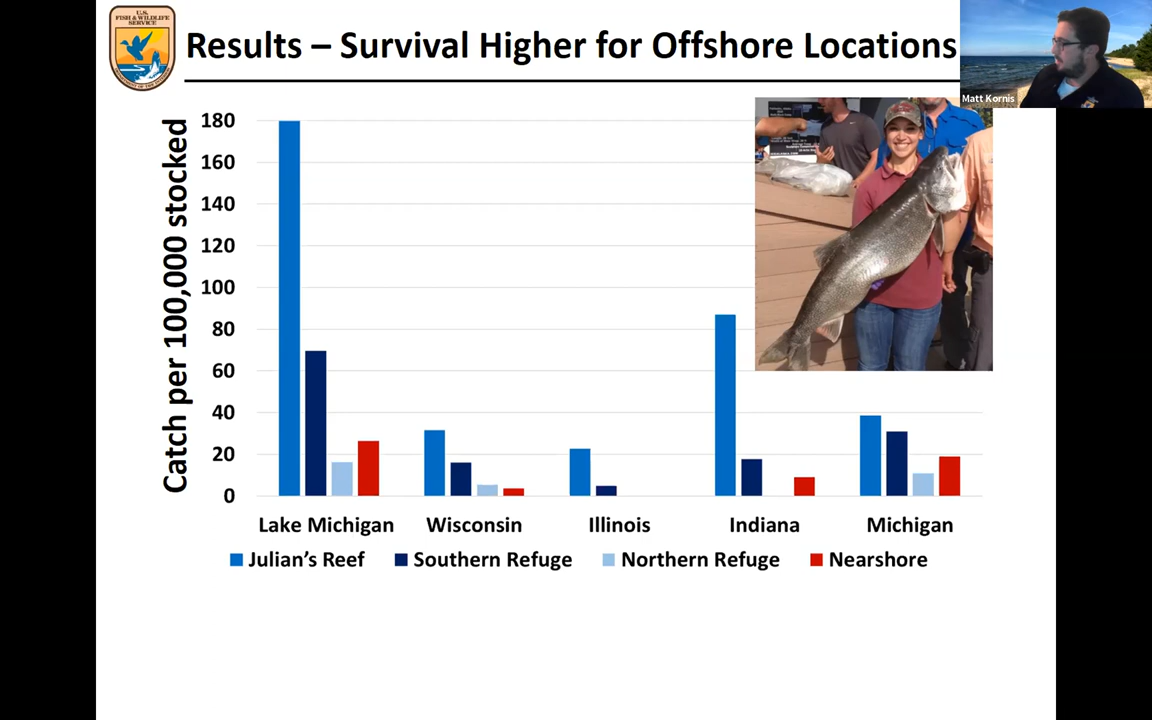 U.S.
FISH & WILDLIFE
SERVICE
Results – Survival Higher for Offshore Locations
Matt Kornis
Catch per 100,000 stocked
180
160
140
120
100
80
60
40
20
0
Lake Michigan Wisconsin Illinois Indiana Michigan
Julian's Reef Southern Refuge Northern Refuge Nearshore